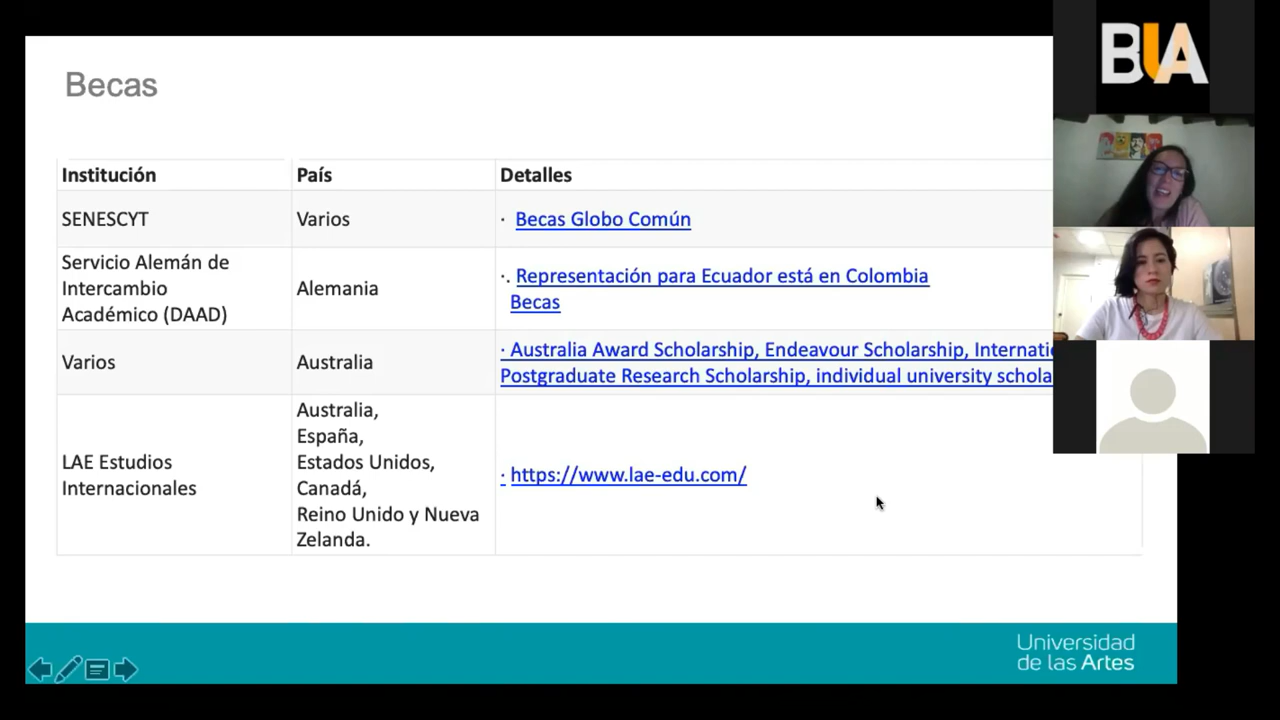 Becas
Institución País Detalles
SENESCYT Varios · Becas Globo Común
Servicio Alemán de
Intercambio
Académico (DAAD)
Alemania
·. Representación para Ecuador está en Colombia
Becas
Varios Australia
· Australia Award Scholarship, Endeavour Scholarship,
Postgraduate Research Scholarship, individual university
LAE Estudios
Internacionales
Australia,
España,
Estados Unidos,
Canadá,
Reino Unido y Nueva
Zelanda.
· https://www.lae-edu.com/
Universidad
de las Artes
BUA